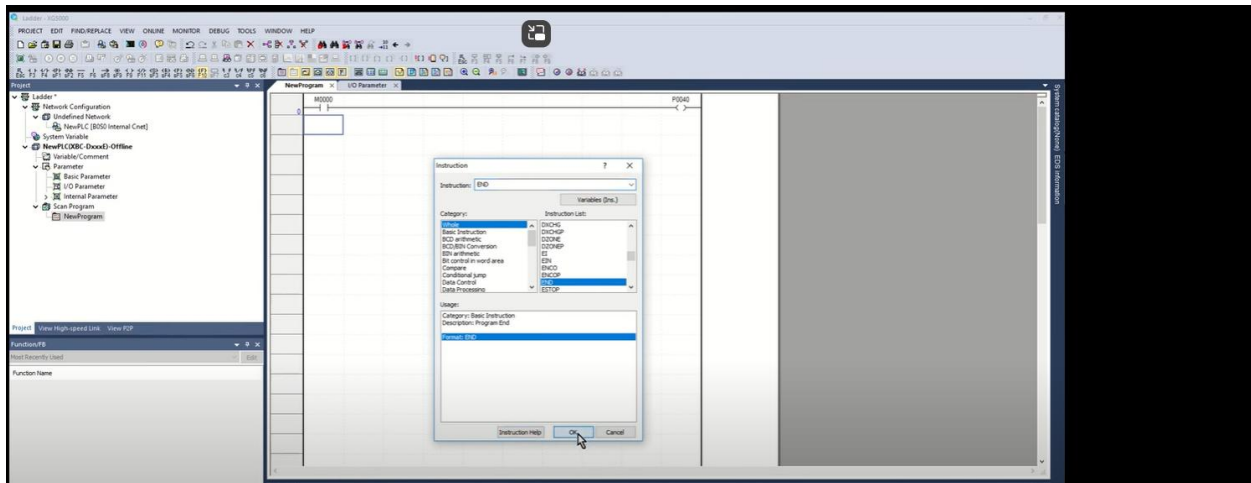 Ladder - XG5000
PROJECT EDIT FIND/REPLACE VIEW ONLINE MONITOR DEBUG TOOLS WINDOW HELP
Project
NewProgram × I/O Parameter ×
Ladder *
Network Configuration
Undefined Network
NewPLC [B0S0 Internal Cnet]
System Variable
NewPLC(XBC-DxxxE)-Offline
Variable/Comment
Parameter
Basic Parameter
I/O Parameter
Internal Parameter
Scan Program
NewProgram
M0000 P0040
0
Instruction ? ×
Instruction: END
Variables (Ins.)
Category: Instruction List:
Whole
Basic Instruction
BCD arithmetic
BCD/BIN Conversion
BIN arithmetic
Bit control in word area
Compare
Conditional jump
Data Control
Data Processing
DXCHG
DXCHGP
DZONE
DZONEP
EI
EIN
ENCO
ENCOP
END
ESTOP
Usage:
Category: Basic Instruction
Description: Program End
Format: END
Instruction Help OK Cancel
Project View High-speed Link View P2P
Function/FB
Most Recently Used Edit
Function Name
System catalog(None) EDS information